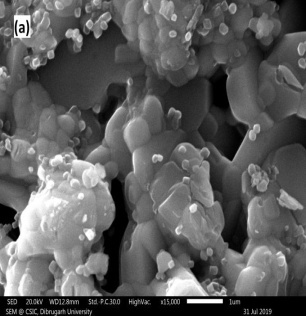 (a)
SED 20.0kV WD12.8mm Std.-P.C.30.0 HighVac. x15,000 1um
SEM @ CSIC, Dibrugarh University 31 Jul 2019